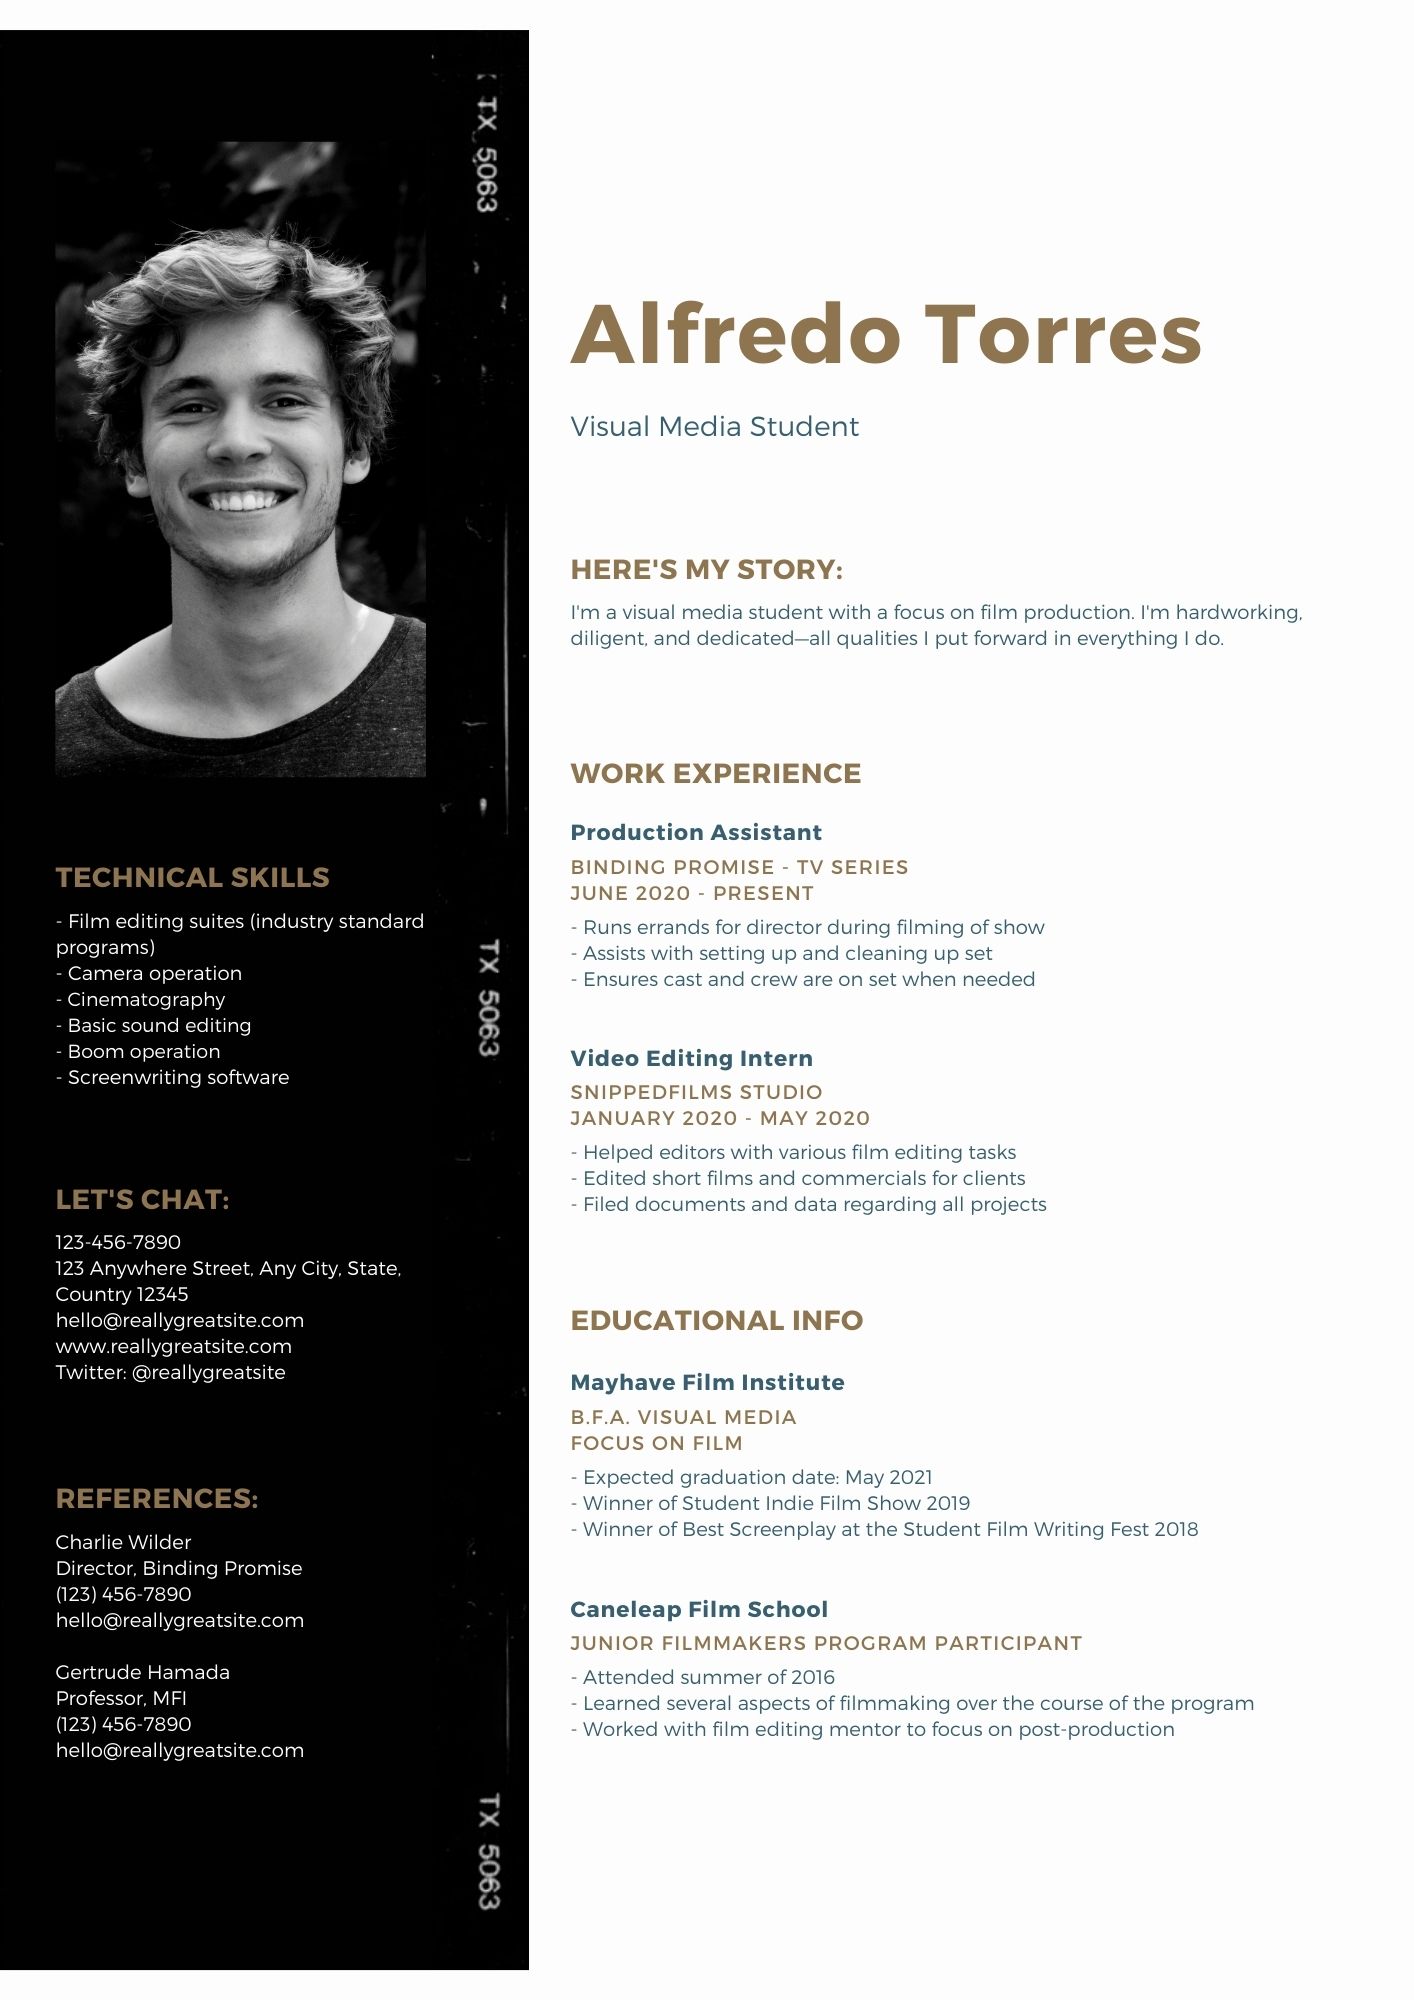 TX 5063
TECHNICAL SKILLS
- Film editing suites (industry standard
programs)
- Camera operation
- Cinematography
- Basic sound editing
- Boom operation
- Screenwriting software
TX 5063
LET'S CHAT:
123-456-7890
123 Anywhere Street, Any City, State,
Country 12345
hello@reallygreatsite.com
www.reallygreatsite.com
Twitter: @reallygreatsite
REFERENCES:
Charlie Wilder
Director, Binding Promise
(123) 456-7890
hello@reallygreatsite.com
Gertrude Hamada
Professor, MFI
(123) 456-7890
hello@reallygreatsite.com
TX 5063
Alfredo Torres
Visual Media Student
HERE'S MY STORY:
I'm a visual media student with a focus on film production. I'm hardworking,
diligent, and dedicated—all qualities I put forward in everything I do.
WORK EXPERIENCE
Production Assistant
BINDING PROMISE - TV SERIES
JUNE 2020 - PRESENT
- Runs errands for director during filming of show
- Assists with setting up and cleaning up set
- Ensures cast and crew are on set when needed
Video Editing Intern
SNIPPEDFILMS STUDIO
JANUARY 2020 - MAY 2020
- Helped editors with various film editing tasks
- Edited short films and commercials for clients
- Filed documents and data regarding all projects
EDUCATIONAL INFO
Mayhave Film Institute
B.F.A. VISUAL MEDIA
FOCUS ON FILM
- Expected graduation date: May 2021
- Winner of Student Indie Film Show 2019
- Winner of Best Screenplay at the Student Film Writing Fest 2018
Caneleap Film School
JUNIOR FILMMAKERS PROGRAM PARTICIPANT
- Attended summer of 2016
- Learned several aspects of filmmaking over the course of the program
- Worked with film editing mentor to focus on post-production